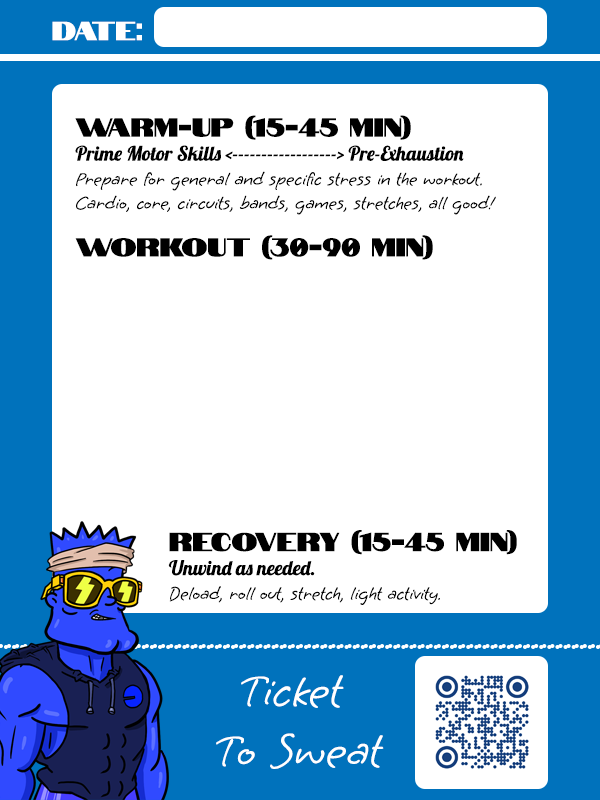 DATE:
WARM-UP (15-45 MIN)
Prime Motor Skills <------------------> Pre-Exhaustion
Prepare for general and specific stress in the workout.
Cardio, core, circuits, bands, games, stretches, all good!
WORKOUT (30-90 MIN)
RECOVERY (15-45 MIN)
Unwind as needed.
Deload, roll out, stretch, light activity.
Ticket
To Sweat